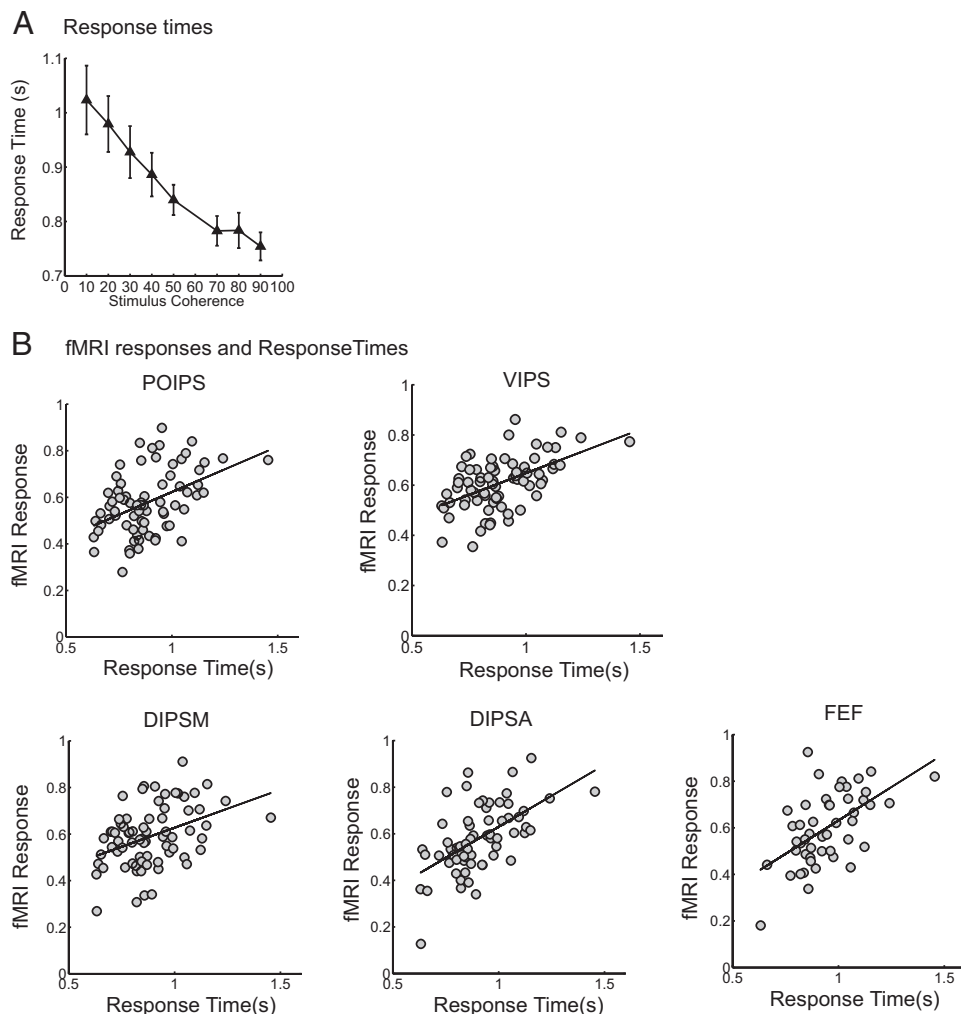 A Response times
Response Time (s)
1.1
1
0.9
0.8
0.7
0 10 20 30 40 50 60 70 80 90 100
Stimulus Coherence
B fMRI responses and ResponseTimes
POIPS
fMRI Response
1
0.8
0.6
0.4
0.2
0
0.5 1 1.5
Response Time(s)
VIPS
fMRI Response
1
0.8
0.6
0.4
0.2
0
0.5 1 1.5
Response Time(s)
DIPSM
fMRI Response
1
0.8
0.6
0.4
0.2
0
0.5 1 1.5
Response Time(s)
DIPSA
fMRI Response
1
0.8
0.6
0.4
0.2
0
0.5 1 1.5
Response Time(s)
FEF
fMRI Response
1
0.8
0.6
0.4
0.2
0
0.5 1 1.5
Response Time(s)